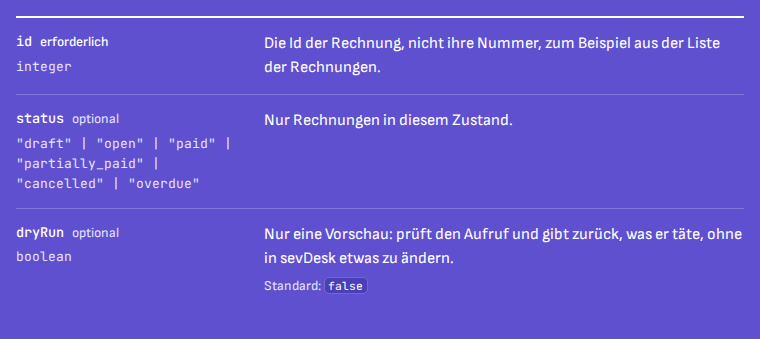 id erforderlich
integer
Die Id der Rechnung, nicht ihre Nummer, zum Beispiel aus der Liste
der Rechnungen.
status optional
"draft" | "open" | "paid" |
"partially_paid" |
"cancelled" | "overdue"
Nur Rechnungen in diesem Zustand.
dryRun optional
boolean
Nur eine Vorschau: prüft den Aufruf und gibt zurück, was er täte, ohne
in sevDesk etwas zu ändern.
Standard: false